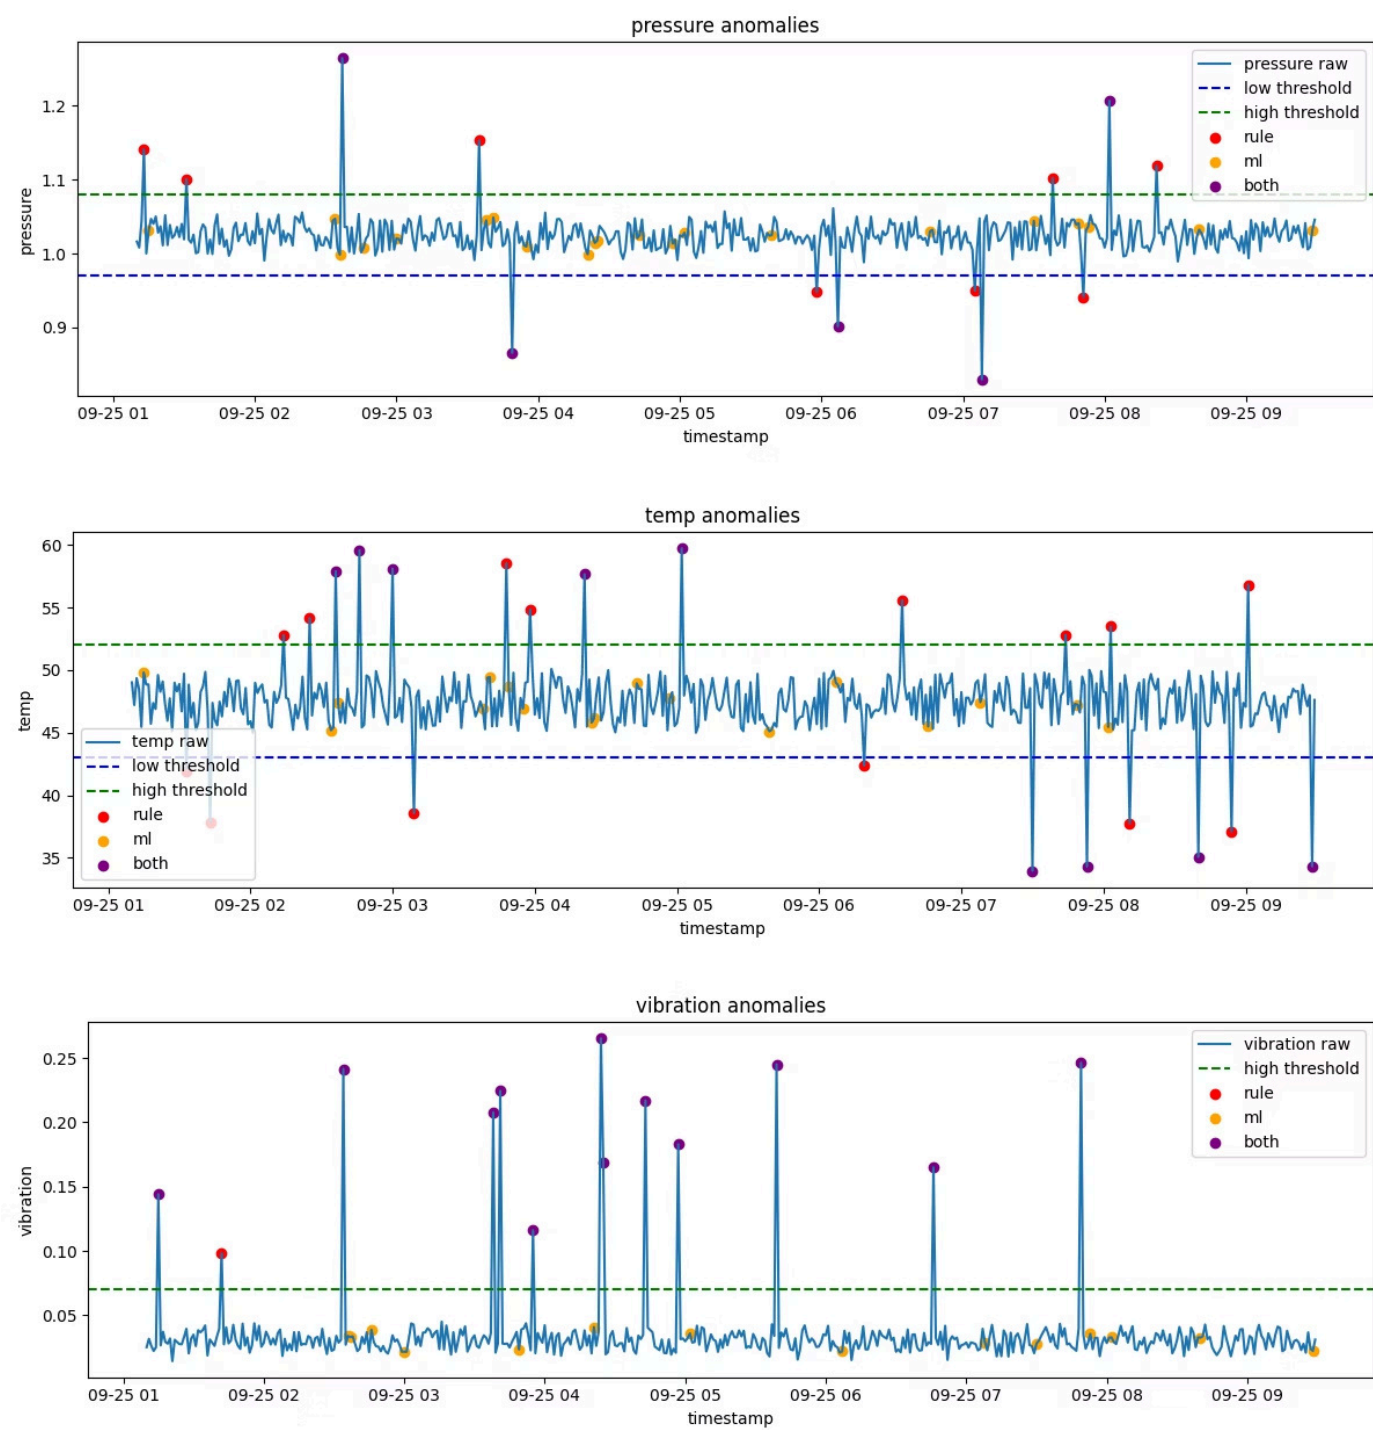 pressure anomalies
pressure
1.2
1.1
1.0
0.9
pressure raw
low threshold
high threshold
rule
ml
both
09-25 01 09-25 02 09-25 03 09-25 04 09-25 05 09-25 06 09-25 07 09-25 08 09-25 09
timestamp
temp anomalies
temp
60
55
50
45
40
35
temp raw
low threshold
high threshold
rule
ml
both
09-25 01 09-25 02 09-25 03 09-25 04 09-25 05 09-25 06 09-25 07 09-25 08 09-25 09
timestamp
vibration anomalies
vibration
0.25
0.20
0.15
0.10
0.05
vibration raw
high threshold
rule
ml
both
09-25 01 09-25 02 09-25 03 09-25 04 09-25 05 09-25 06 09-25 07 09-25 08 09-25 09
timestamp